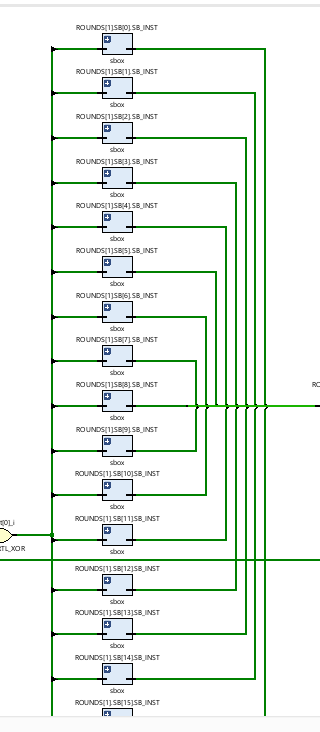 ROUNDS[1].SB[0].SB_INST
sbox
ROUNDS[1].SB[1].SB_INST
sbox
ROUNDS[1].SB[2].SB_INST
sbox
ROUNDS[1].SB[3].SB_INST
sbox
ROUNDS[1].SB[4].SB_INST
sbox
ROUNDS[1].SB[5].SB_INST
sbox
ROUNDS[1].SB[6].SB_INST
sbox
ROUNDS[1].SB[7].SB_INST
sbox
ROUNDS[1].SB[8].SB_INST
RO
sbox
ROUNDS[1].SB[9].SB_INST
sbox
ROUNDS[1].SB[10].SB_INST
sbox
ROUNDS[1].SB[11].SB_INST
t[0]_i
sbox
RTL_XOR
ROUNDS[1].SB[12].SB_INST
sbox
ROUNDS[1].SB[13].SB_INST
sbox
ROUNDS[1].SB[14].SB_INST
sbox
ROUNDS[1].SB[15].SB_INST